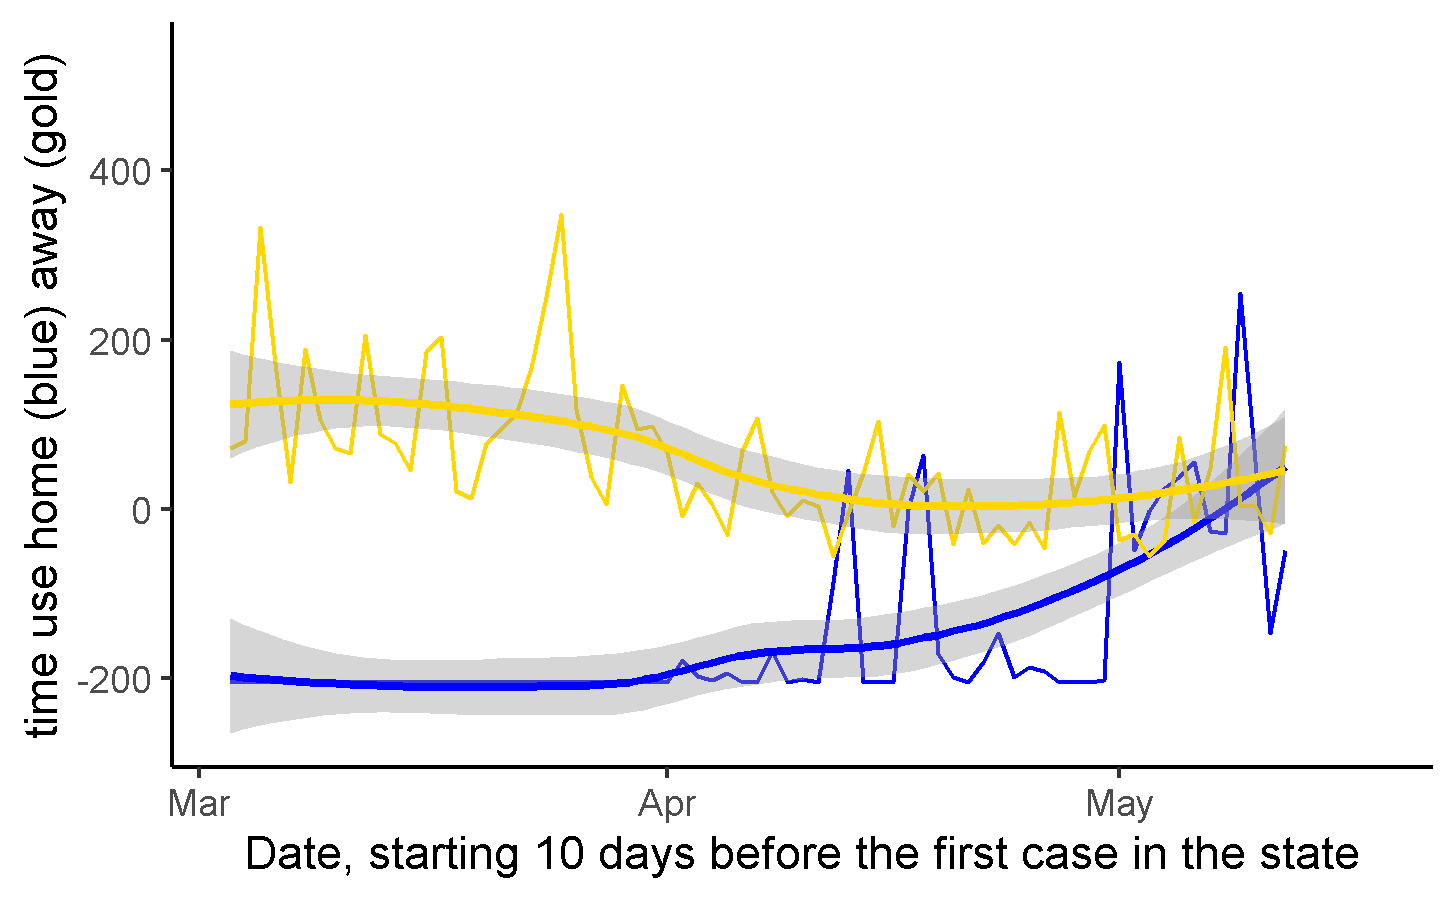 time use home (blue) away (gold)
400
200
0
-200
Mar
Apr
May
Date, starting 10 days before the first case in the state